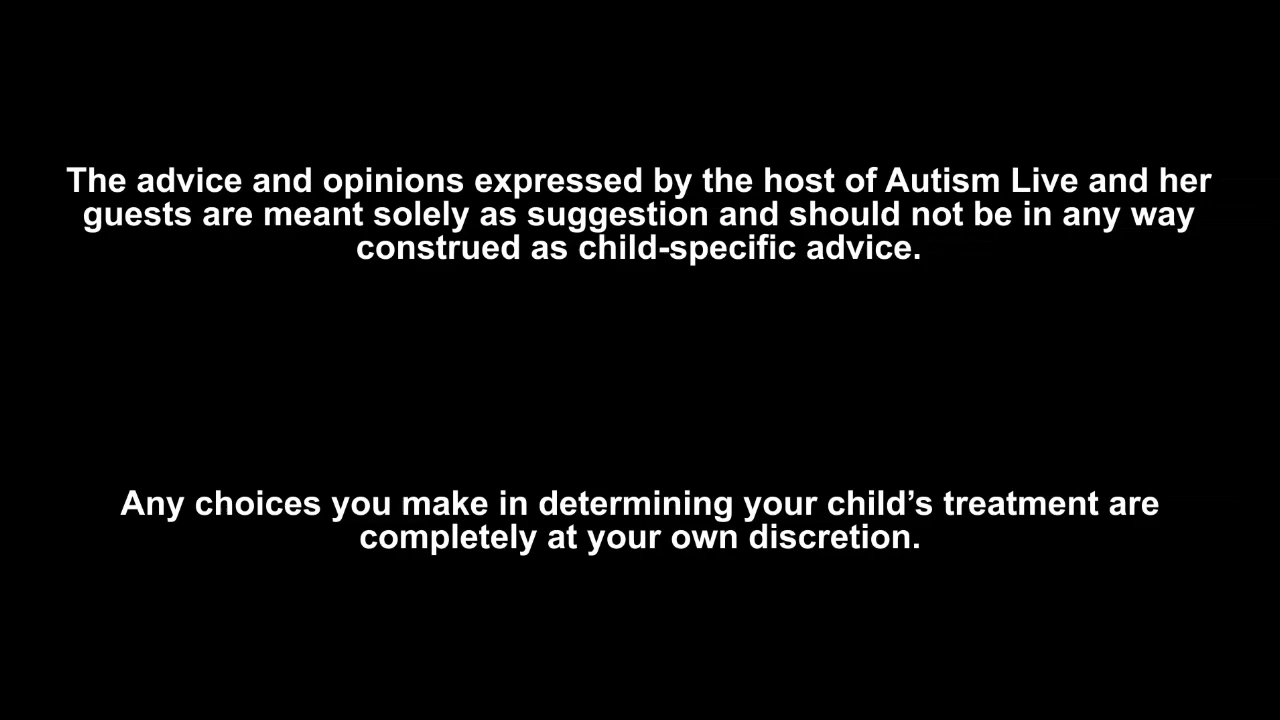 The advice and opinions expressed by the host of Autism Live and her
guests are meant solely as suggestion and should not be in any way
construed as child-specific advice.
Any choices you make in determining your child’s treatment are
completely at your own discretion.